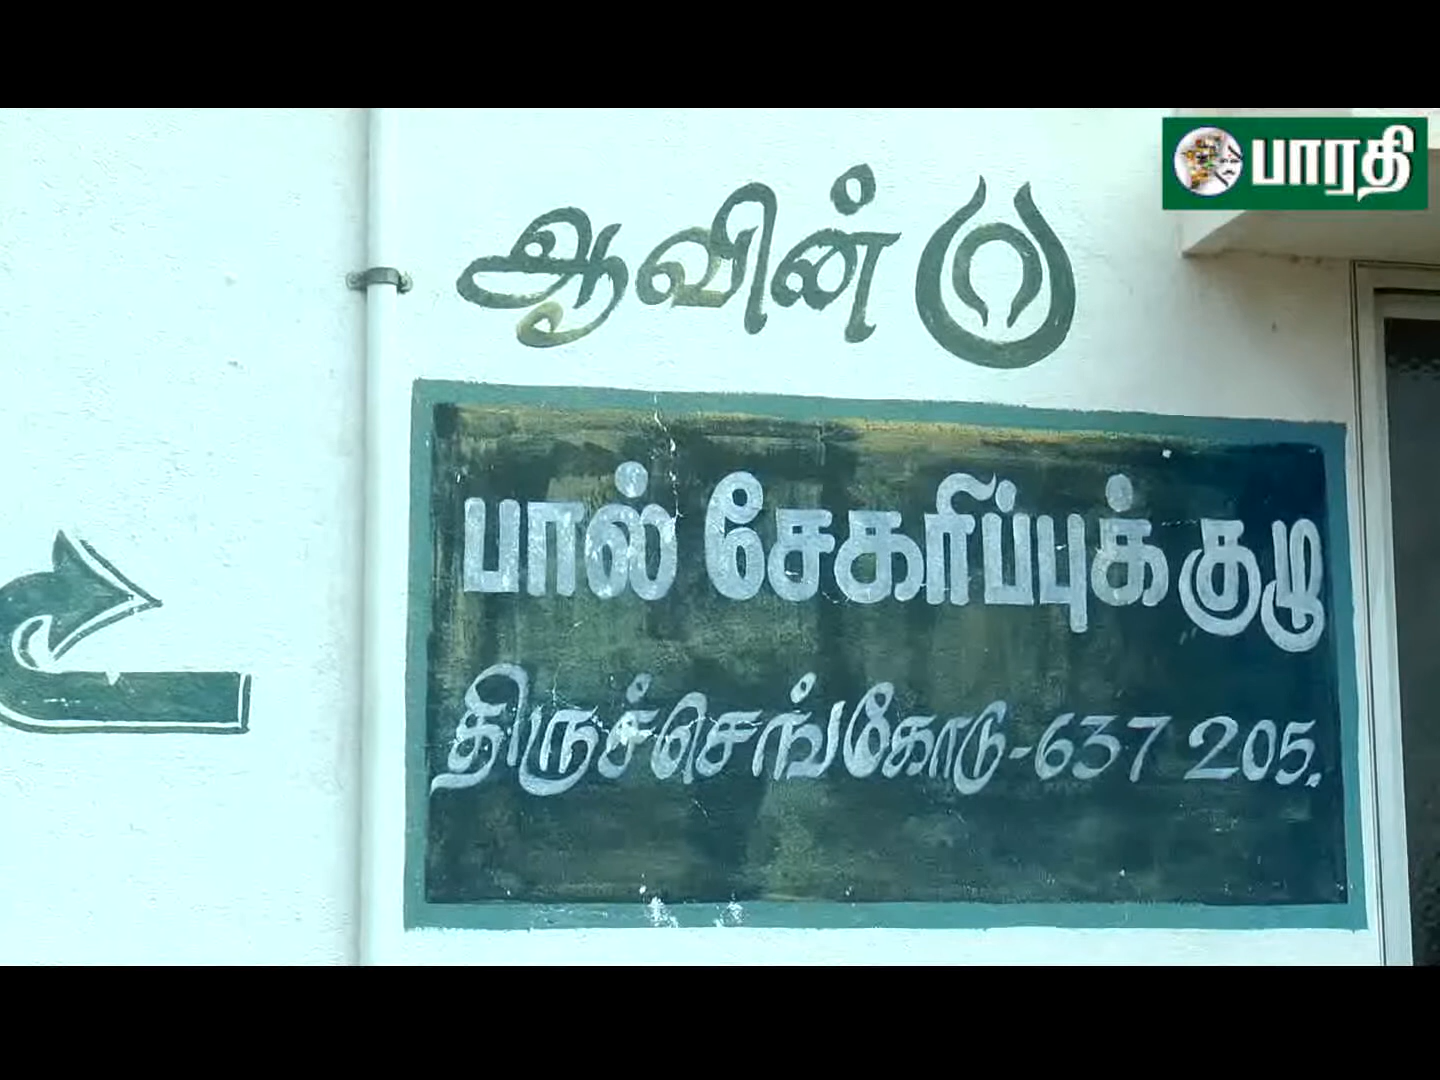 பாரதி
ஆவின்
பால் சேகரிப்புக் குழு
திருச்செங்கோடு-637 205.